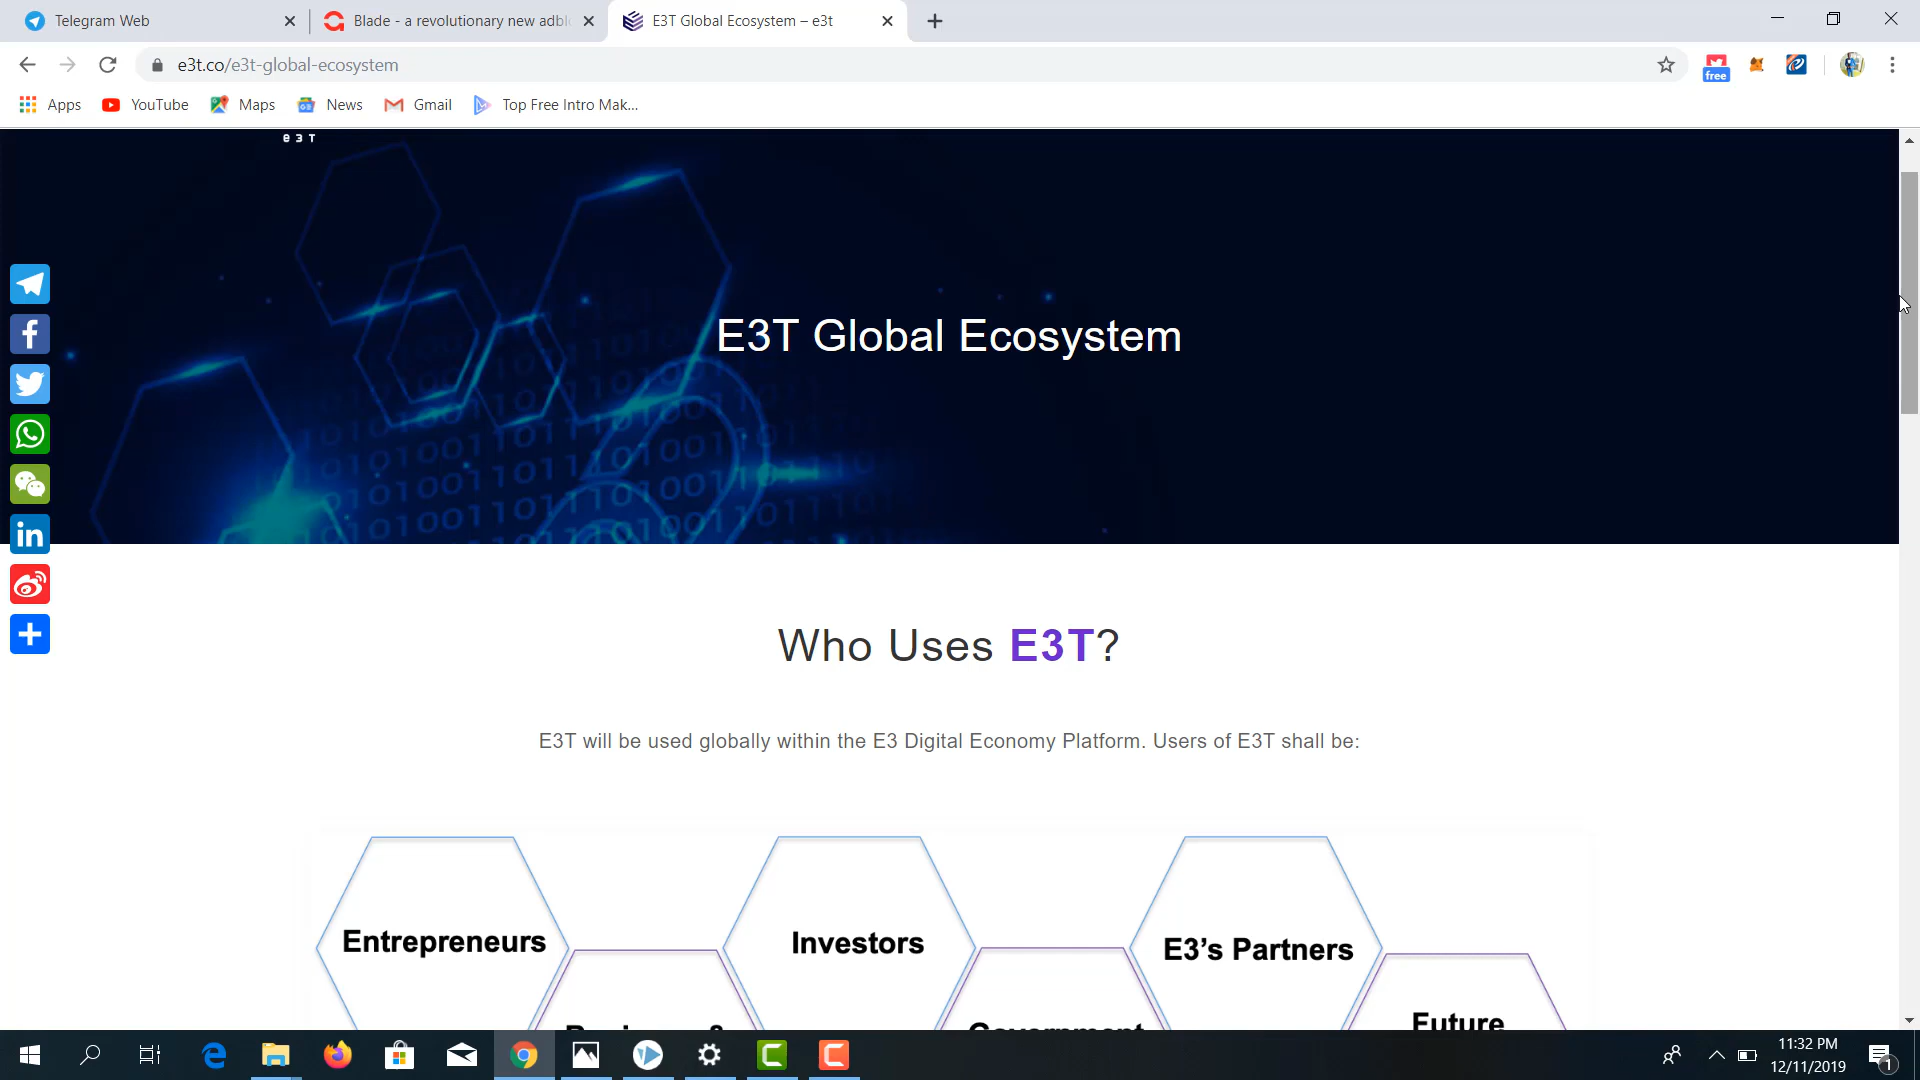 Telegram Web
Blade - a revolutionary new adbl
E3T Global Ecosystem – e3t
e3t.co/e3t-global-ecosystem
free
Apps
YouTube
Maps
News
Gmail
Top Free Intro Mak...
e3T
E3T Global Ecosystem
Who Uses E3T?
E3T will be used globally within the E3 Digital Economy Platform. Users of E3T shall be:
Entrepreneurs
Investors
E3’s Partners
Government
Future
11:32 PM
12/11/2019
1